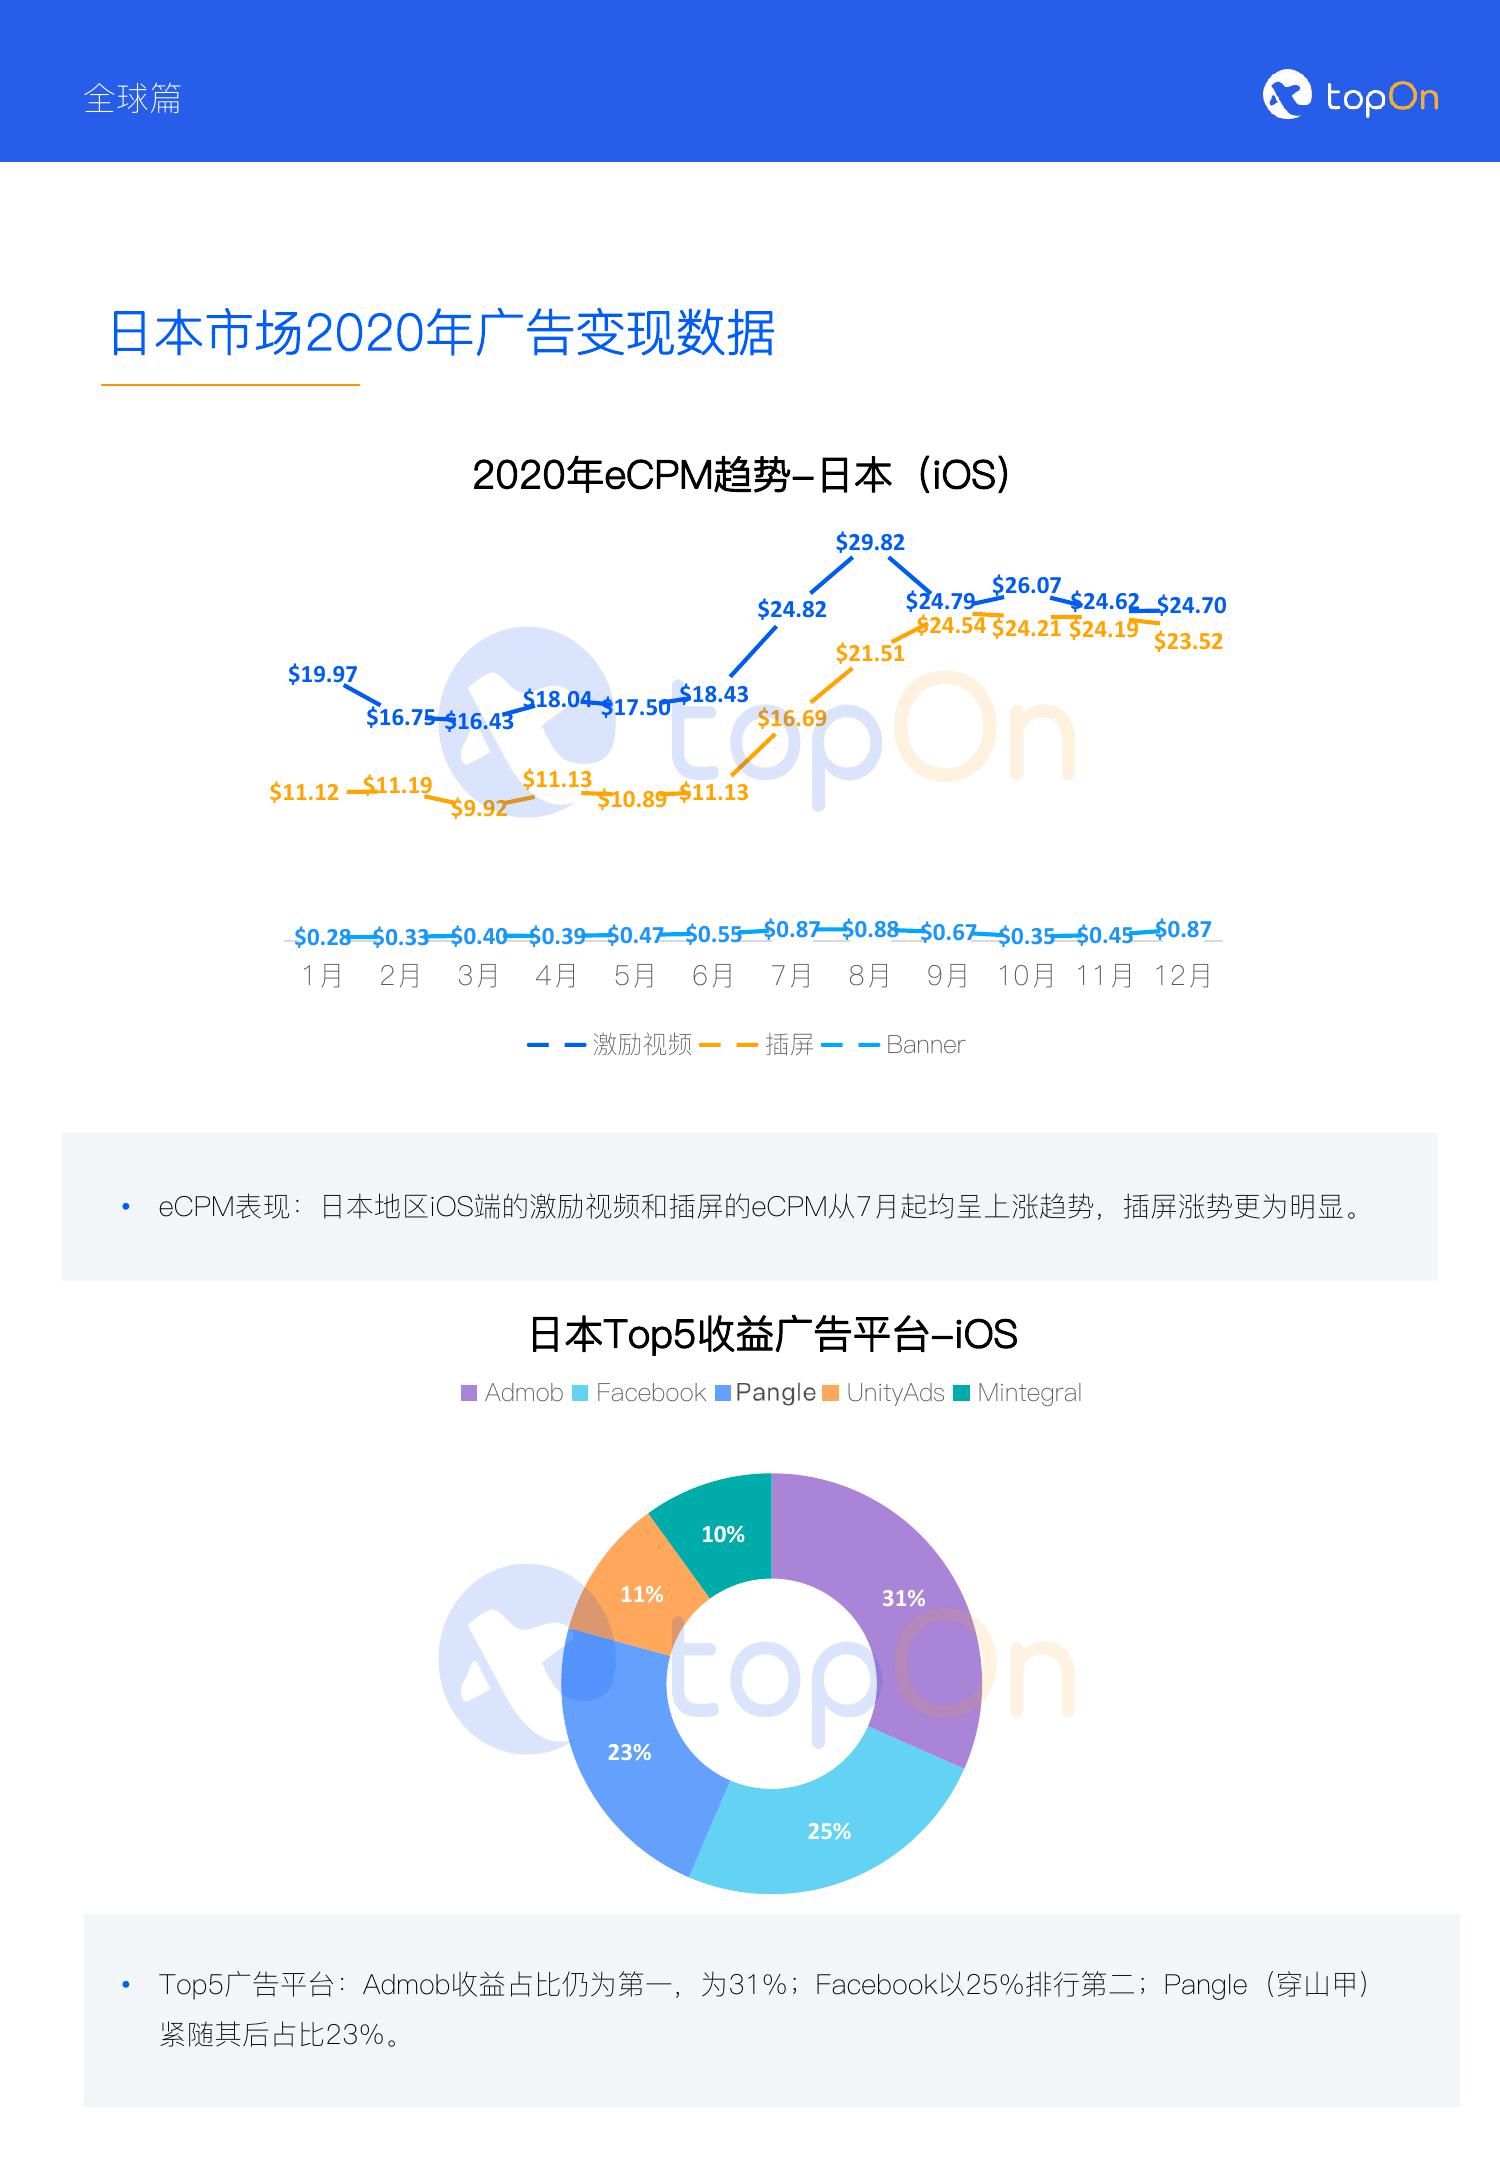 全球篇
topOn
日本市场2020年广告变现数据
2020年eCPM趋势-日本（iOS）
$29.82
$26.07
$24.79 $24.62 $24.70
$24.82
$24.54 $24.21 $24.19 $23.52
$21.51
$19.97
$18.04 $18.43
$16.75 $16.43 $17.50
$16.69
$11.12 $11.19 $9.92 $11.13 $10.89 $11.13
topOn
$0.28 $0.33 $0.40 $0.39 $0.47 $0.55 $0.87 $0.88 $0.67 $0.35 $0.45 $0.87
1月 2月 3月 4月 5月 6月 7月 8月 9月 10月 11月 12月
激励视频 插屏 Banner
• eCPM表现：日本地区iOS端的激励视频和插屏的eCPM从7月起均呈上涨趋势，插屏涨势更为明显。
日本Top5收益广告平台-iOS
Admob Facebook Pangle UnityAds Mintegral
10%
31%
11%
topOn
23%
25%
• Top5广告平台：Admob收益占比仍为第一，为31%；Facebook以25%排行第二；Pangle（穿山甲）
紧随其后占比23%。